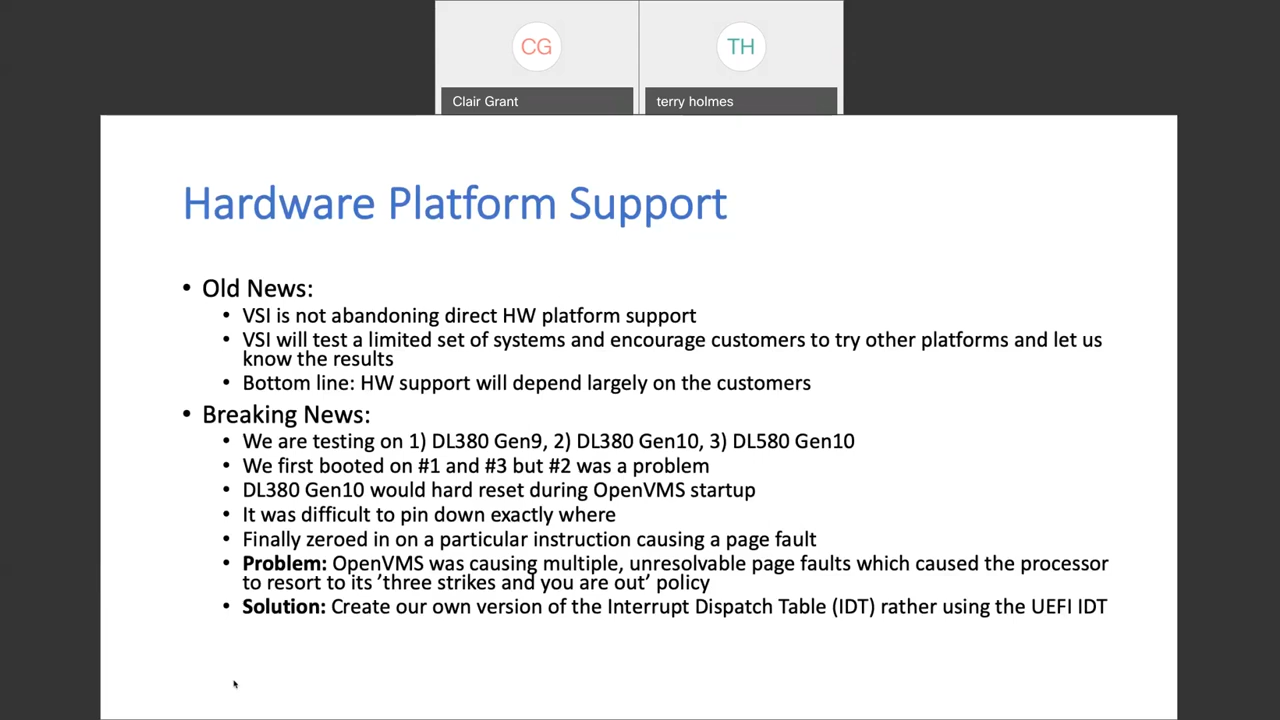 CG
TH
Clair Grant
terry holmes
Hardware Platform Support
• Old News:
• VSI is not abandoning direct HW platform support
• VSI will test a limited set of systems and encourage customers to try other platforms and let us
know the results
• Bottom line: HW support will depend largely on the customers
• Breaking News:
• We are testing on 1) DL380 Gen9, 2) DL380 Gen10, 3) DL580 Gen10
• We first booted on #1 and #3 but #2 was a problem
• DL380 Gen10 would hard reset during OpenVMS startup
• It was difficult to pin down exactly where
• Finally zeroed in on a particular instruction causing a page fault
• Problem: OpenVMS was causing multiple, unresolvable page faults which caused the processor
to resort to its ’three strikes and you are out’ policy
• Solution: Create our own version of the Interrupt Dispatch Table (IDT) rather using the UEFI IDT